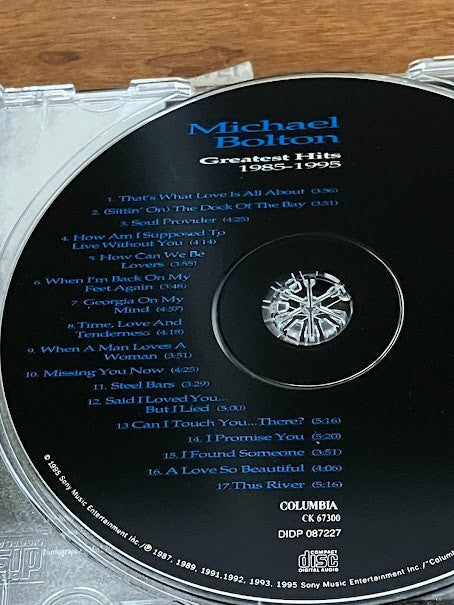 Michael
Bolton
Greatest Hits
1985-1995
1. That's What Love Is All About (3:56)
2. (Sittin' On) The Dock Of The Bay (3:51)
3. Soul Provider (4:25)
4. How Am I Supposed To
Live Without You (4:14)
5. How Can We Be
Lovers (3:55)
6. When I'm Back On My
Feet Again (3:48)
7. Georgia On My
Mind (4:57)
8. Time, Love And
Tenderness (4:18)
9. When A Man Loves A
Woman (3:51)
10. Missing You Now (4:25)
11. Steel Bars (3:29)
12. Said I Loved You...
But I Lied (5:00)
13 Can I Touch You...There? (5:16)
14. I Promise You (5:20)
15. I Found Someone (3:51)
16. A Love So Beautiful (4:06)
17. This River (5:16)
COLUMBIA
CK 67300
DIDP 087227
COMPACT
disc
DIGITAL AUDIO
© 1995 Sony Music Entertainment Inc./℗ 1987, 1989, 1991, 1992, 1993, 1995 Sony Music Entertainment Inc./"Columbia